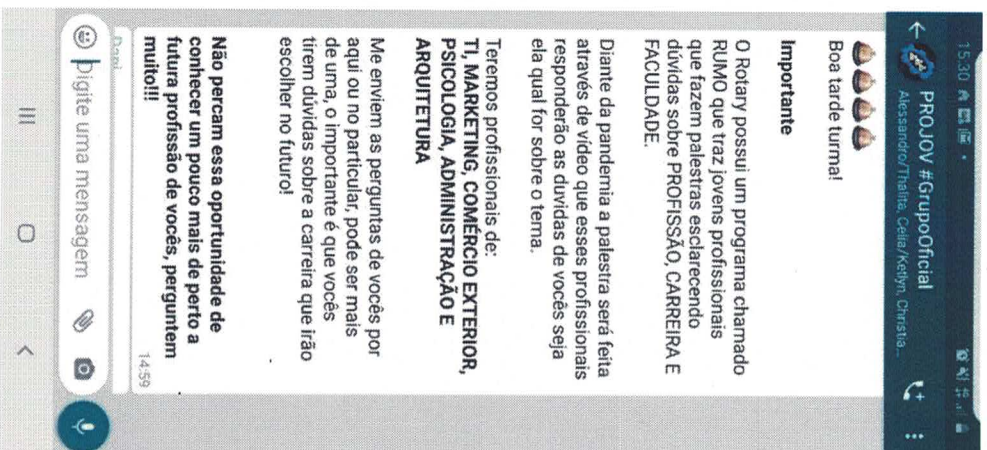 15:30
PROJOV #GrupoOficial
Alessandro/Thalita, Celia/Ketlyn, Christia...
Boa tarde turma!
Importante
O Rotary possui um programa chamado
RUMO que traz jovens profissionais
que fazem palestras esclarecendo
dúvidas sobre PROFISSÃO, CARREIRA E
FACULDADE.
Diante da pandemia a palestra será feita
através de vídeo que esses profissionais
responderão as duvidas de vocês seja
ela qual for sobre o tema.
Teremos profissionais de:
TI, MARKETING, COMÉRCIO EXTERIOR,
PSICOLOGIA, ADMINISTRAÇÃO E
ARQUITETURA
Me enviem as perguntas de vocês por
aqui ou no particular, pode ser mais
de uma, o importante é que vocês
tirem dúvidas sobre a carreira que irão
escolher no futuro!
Não percam essa oportunidade de
conhecer um pouco mais de perto a
futura profissão de vocês, perguntem
muito!!!
14:59
Digite uma mensagem